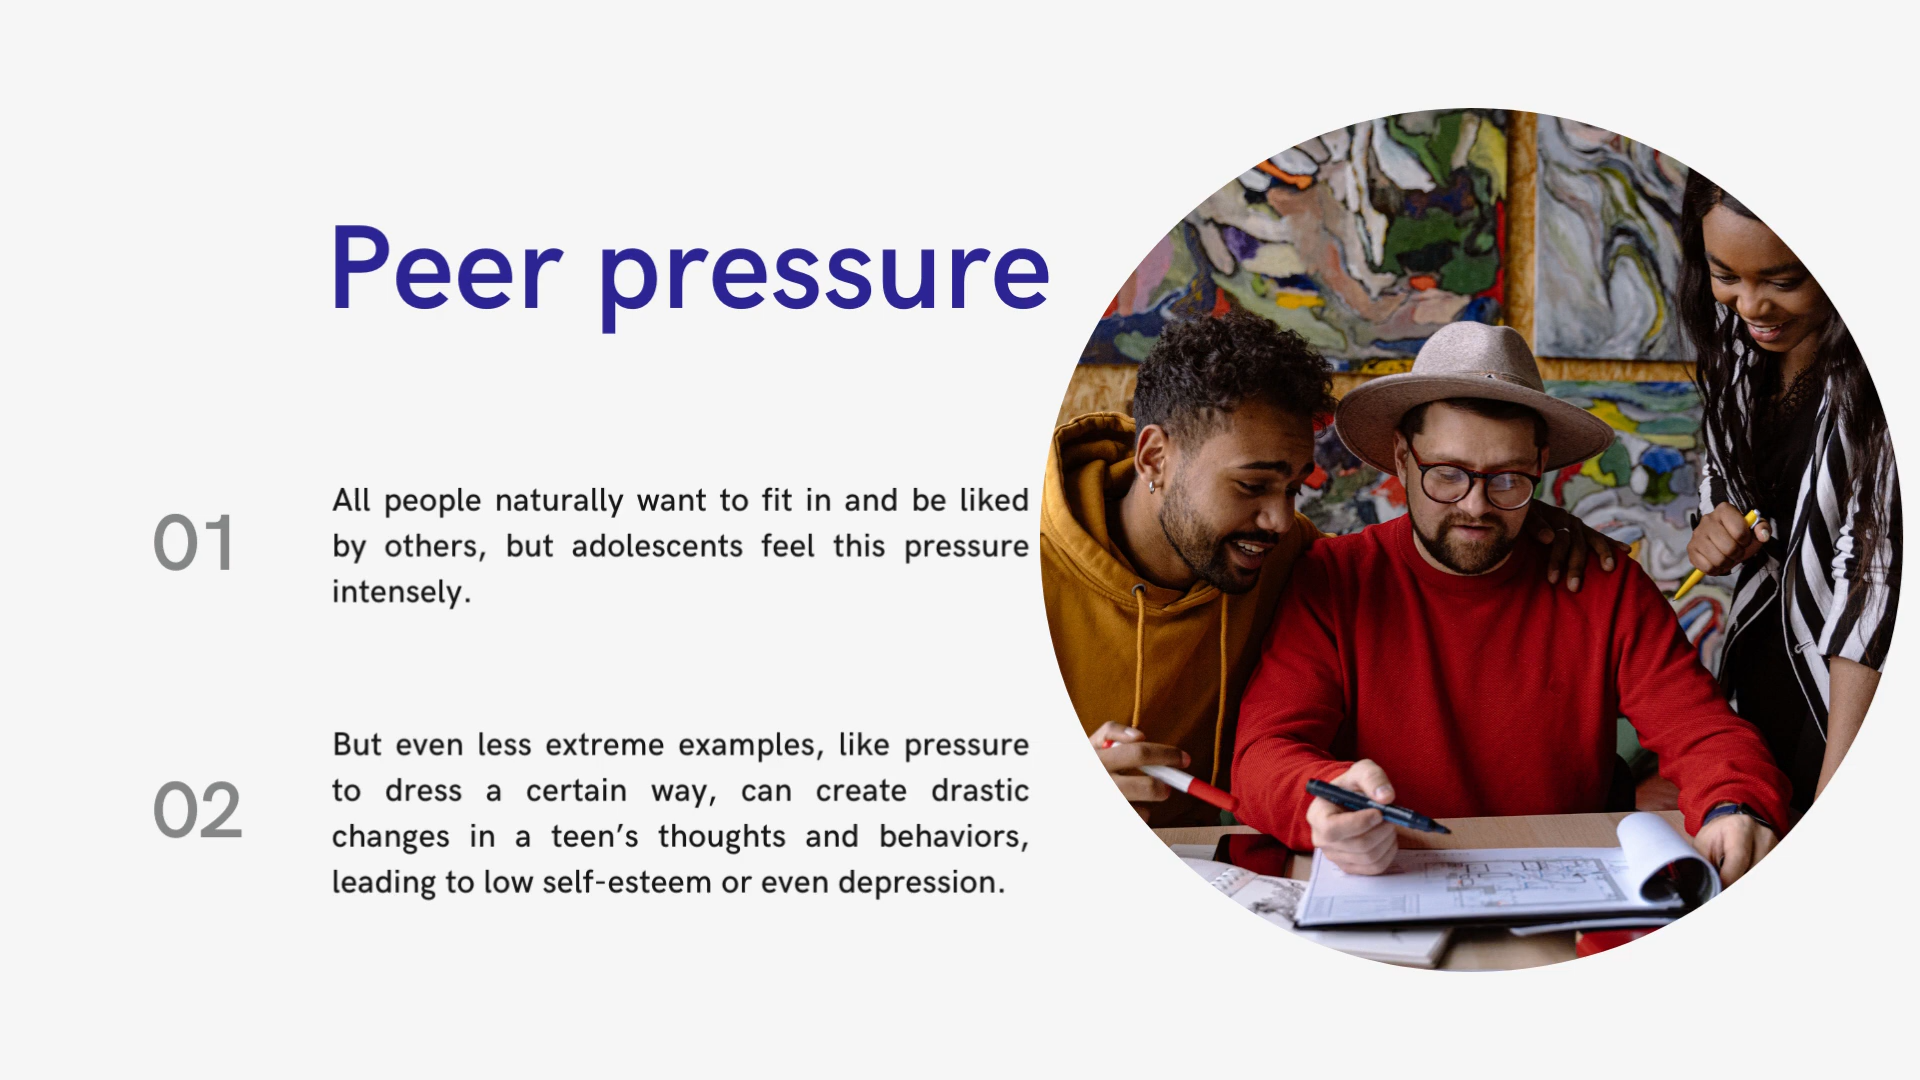 Peer pressure
01
All people naturally want to fit in and be liked
by others, but adolescents feel this pressure
intensely.
02
But even less extreme examples, like pressure
to dress a certain way, can create drastic
changes in a teen’s thoughts and behaviors,
leading to low self-esteem or even depression.